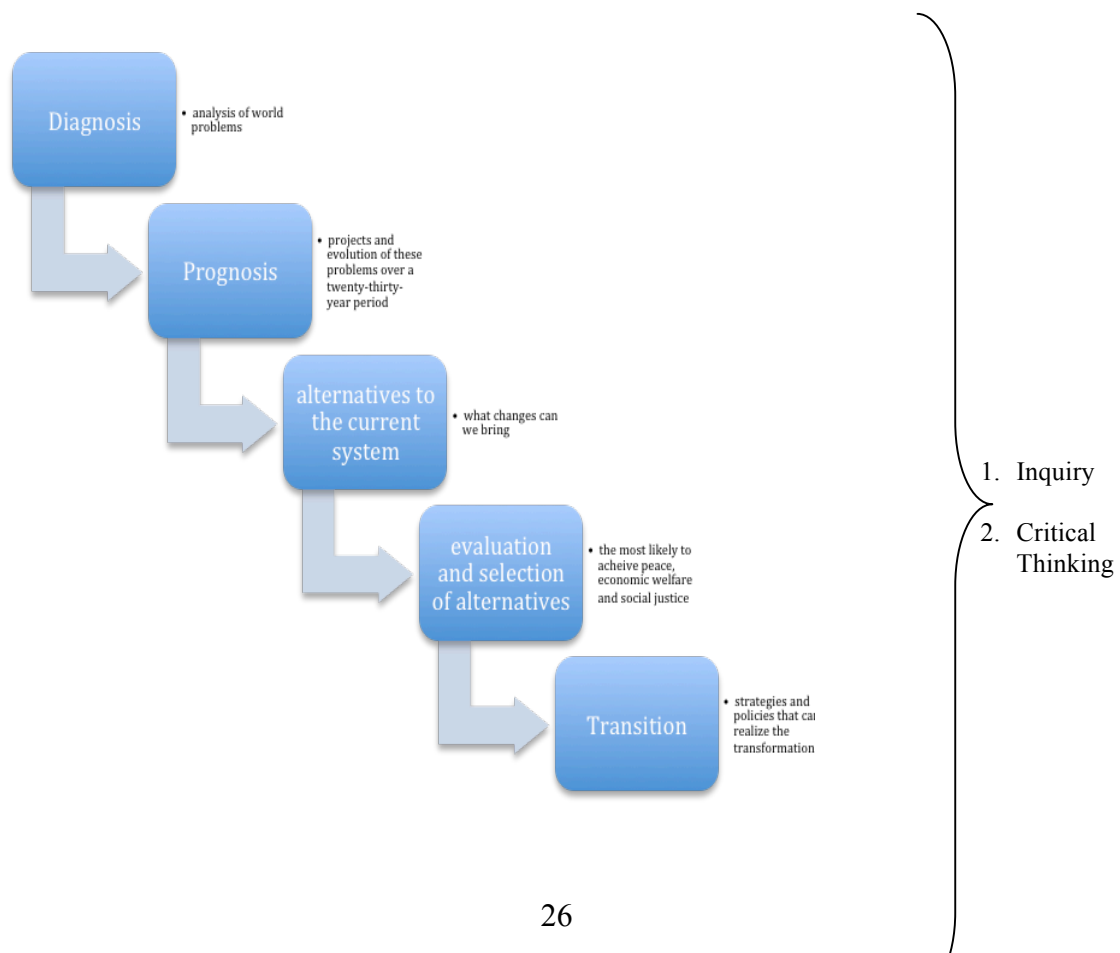 Diagnosis
• analysis of world
problems
Prognosis
• projects and
evolution of these
problems over a
twenty-thirty-
year period
alternatives to
the current
system
• what changes can
we bring
evaluation
and selection
of alternatives
• the most likely to
acheive peace,
economic welfare
and social justice
Transition
• strategies and
policies that can
realize the
transformation
1. Inquiry
2. Critical
Thinking
26